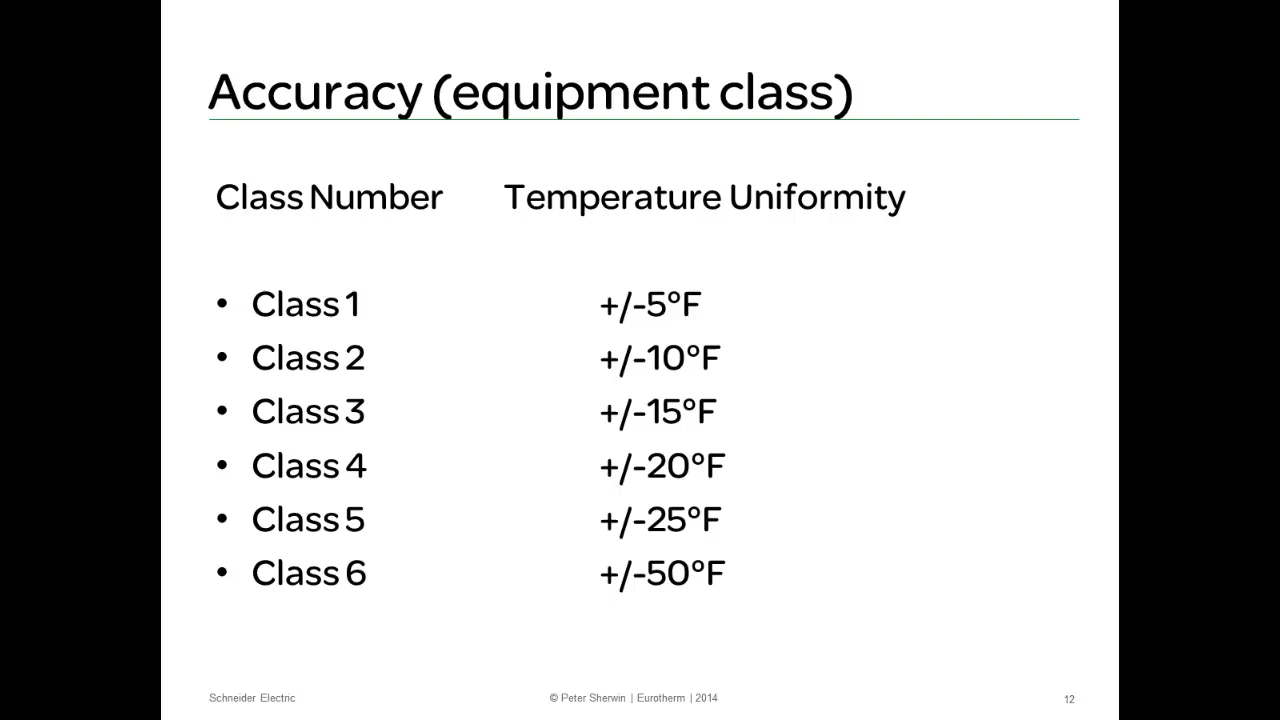 Accuracy (equipment class)
Class Number Temperature Uniformity
• Class 1 +/-5°F
• Class 2 +/-10°F
• Class 3 +/-15°F
• Class 4 +/-20°F
• Class 5 +/-25°F
• Class 6 +/-50°F
Schneider Electric © Peter Sherwin | Eurotherm | 2014 12